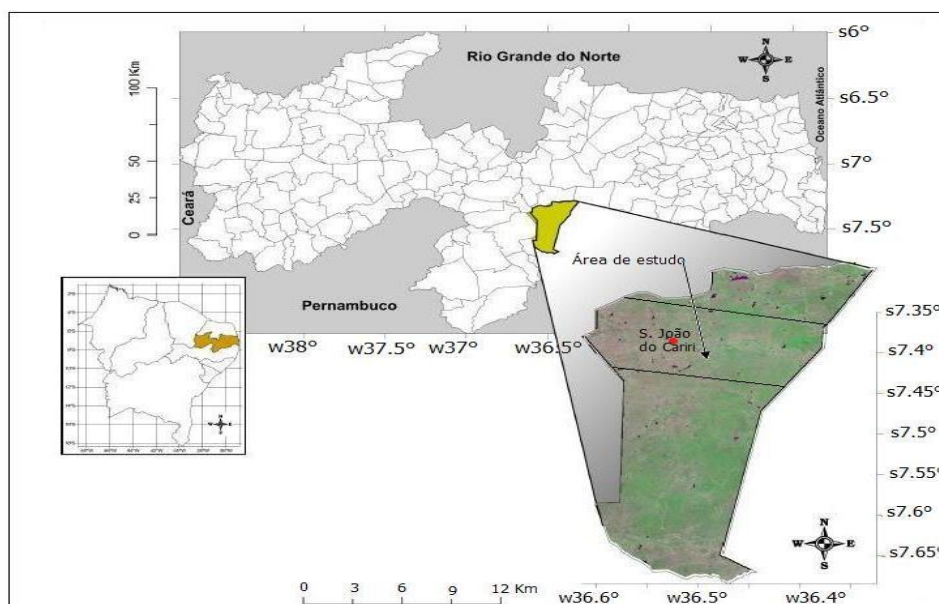 s6°
N
W E
S
Rio Grande do Norte
100 Km
50
25
0
Oceano Atlântico
s6.5°
s7°
s7.5°
Ceará
Pernambuco
Área de estudo
w38°
w37.5°
w37°
w36.5°
S. João
do Cariri
s7.35°
s7.4°
s7.45°
s7.5°
s7.55°
s7.6°
s7.65°
N
W E
S
N
W E
S
0 3 6 9 12 Km
w36.6°
w36.5°
w36.4°